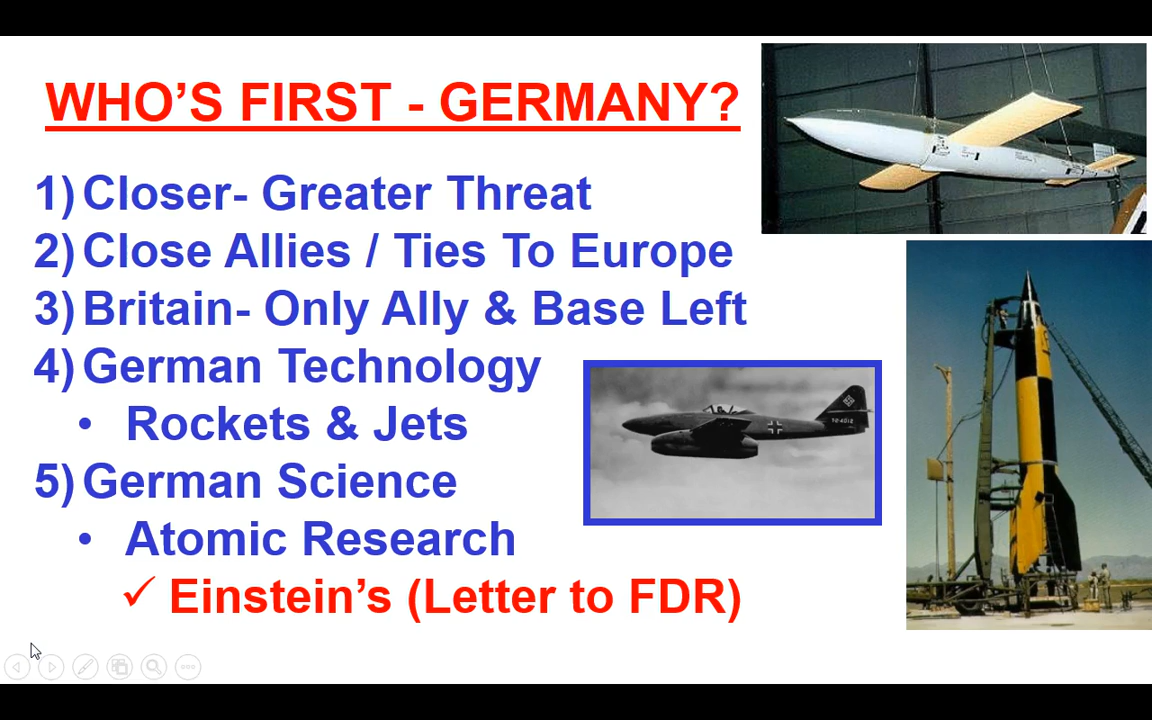 WHO'S FIRST - GERMANY?
1) Closer- Greater Threat
2) Close Allies / Ties To Europe
3) Britain- Only Ally & Base Left
4) German Technology
• Rockets & Jets
5) German Science
• Atomic Research
✓ Einstein's (Letter to FDR)